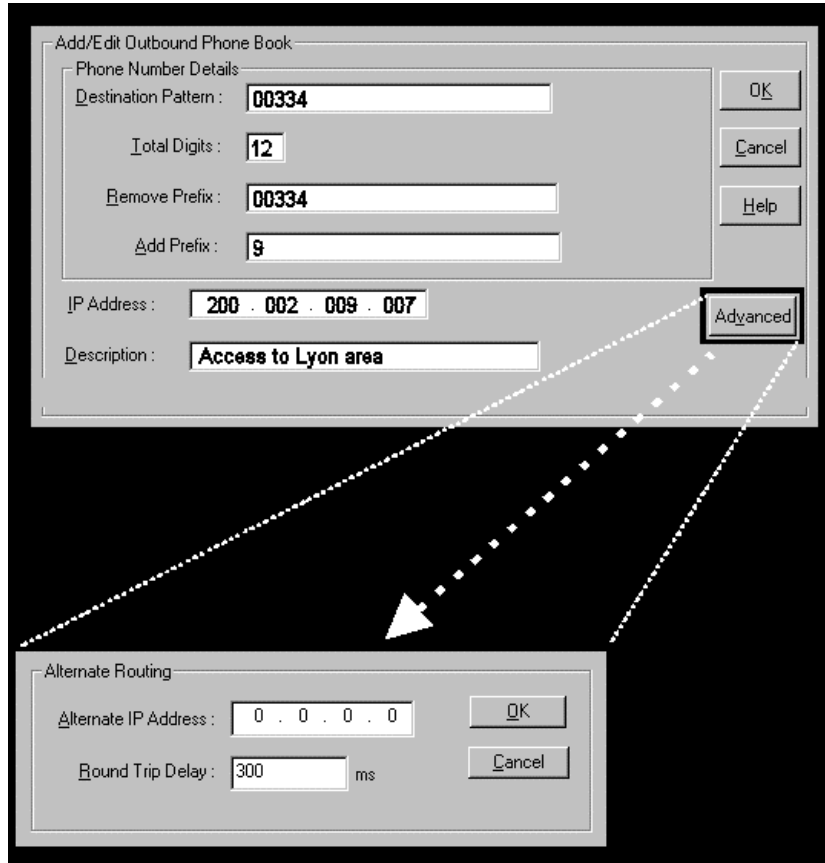 Add/Edit Outbound Phone Book
Phone Number Details
Destination Pattern : 00334
OK
Total Digits : 12
Cancel
Remove Prefix : 00334
Help
Add Prefix : 9
IP Address : 200 . 002 . 009 . 007
Advanced
Description : Access to Lyon area
Alternate Routing
Alternate IP Address : 0 . 0 . 0 . 0
OK
Round Trip Delay : 300 ms
Cancel